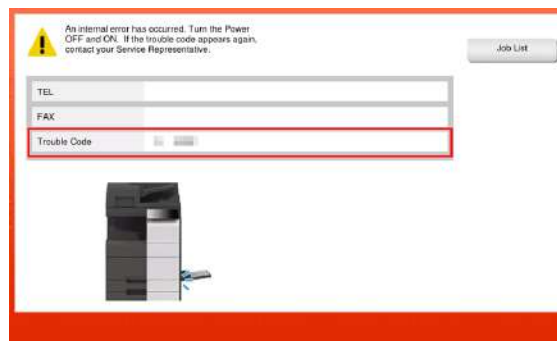 An internal error has occurred. Turn the Power
OFF and ON. If the trouble code appears again,
contact your Service Representative.
Job List
TEL
FAX
Trouble Code